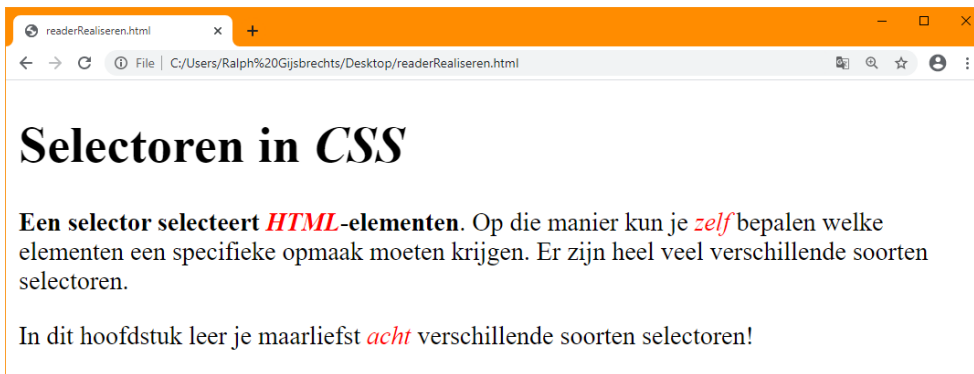 readerRealiseren.html
File | C:/Users/Ralph%20Gijsbrechts/Desktop/readerRealiseren.html
Selectoren in CSS
Een selector selecteert HTML-elementen. Op die manier kun je zelf bepalen welke
elementen een specifieke opmaak moeten krijgen. Er zijn heel veel verschillende soorten
selectoren.
In dit hoofdstuk leer je maarliefst acht verschillende soorten selectoren!